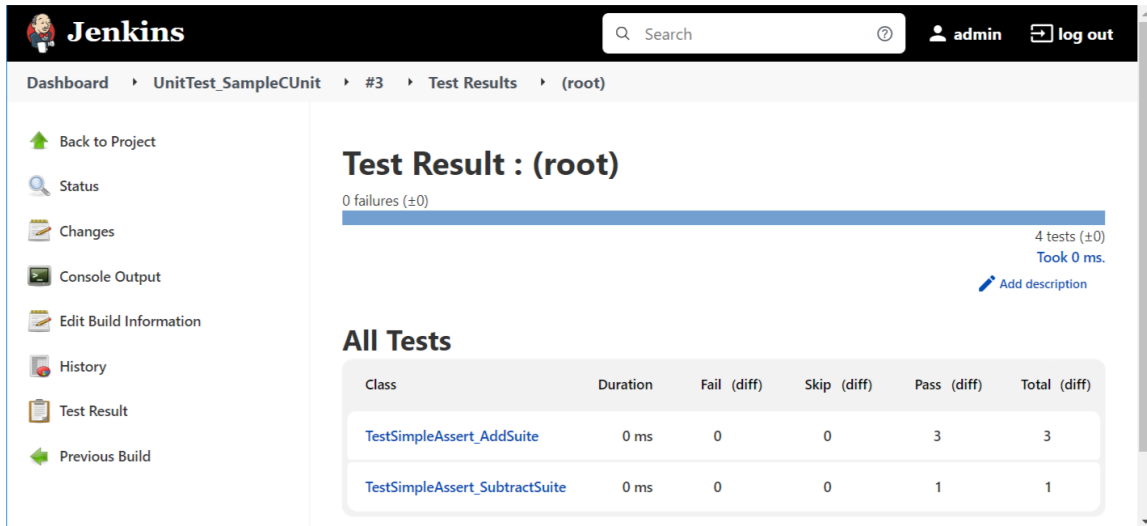 Jenkins
Search
admin
log out
Dashboard UnitTest_SampleCUnit #3 Test Results (root)
Back to Project
Status
Changes
Console Output
Edit Build Information
History
Test Result
Previous Build
Test Result : (root)
0 failures (±0)
4 tests (±0)
Took 0 ms.
Add description
All Tests
Class Duration Fail (diff) Skip (diff) Pass (diff) Total (diff)
TestSimpleAssert_AddSuite 0 ms 0 0 3 3
TestSimpleAssert_SubtractSuite 0 ms 0 0 1 1